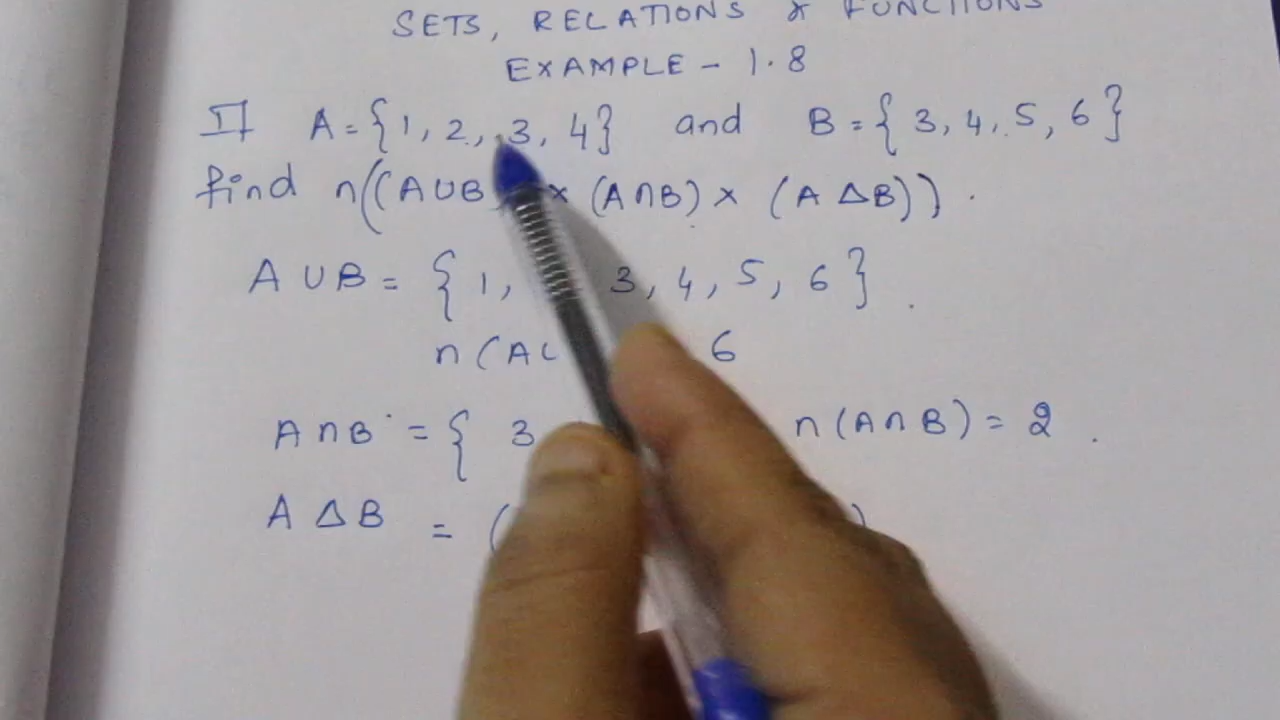 SETS, RELATIONS & FUNCTIONS
EXAMPLE - 1.8
If A = {1, 2, 3, 4} and B = {3, 4, 5, 6}
find n((A∪B) × (A∩B) × (A Δ B)).
A ∪ B = { 1, 3, 4, 5, 6 } .
n(A 6
A ∩ B = { 3 n(A ∩ B) = 2 .
A Δ B = ( )